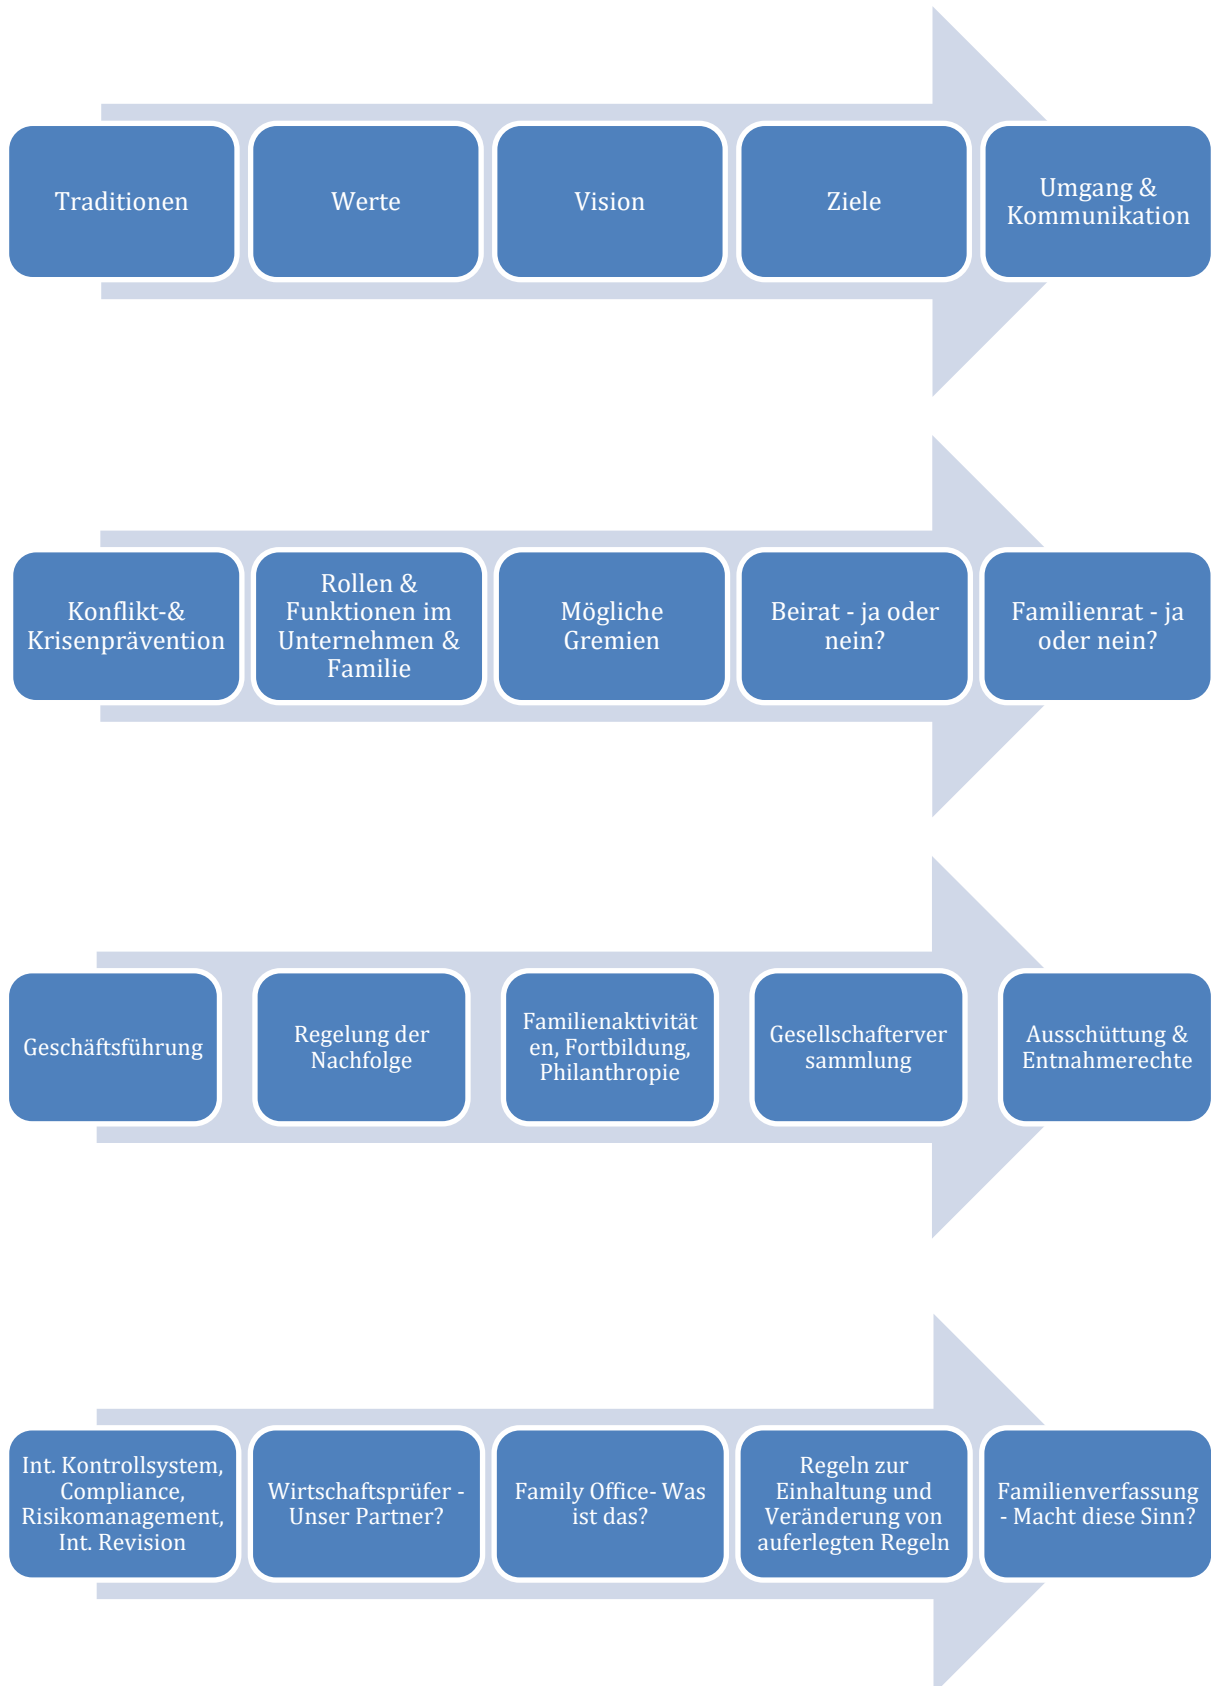 Traditionen
Werte
Vision
Ziele
Umgang &
Kommunikation
Konflikt-&
Krisenprävention
Rollen &
Funktionen im
Unternehmen &
Familie
Mögliche
Gremien
Beirat - ja oder
nein?
Familienrat - ja
oder nein?
Geschäftsführung
Regelung der
Nachfolge
Familienaktivität
en, Fortbildung,
Philanthropie
Gesellschafterver
sammlung
Ausschüttung &
Entnahmerechte
Int. Kontrollsystem,
Compliance,
Risikomanagement,
Int. Revision
Wirtschaftsprüfer -
Unser Partner?
Family Office- Was
ist das?
Regeln zur
Einhaltung und
Veränderung von
auferlegten Regeln
Familienverfassung
- Macht diese Sinn?